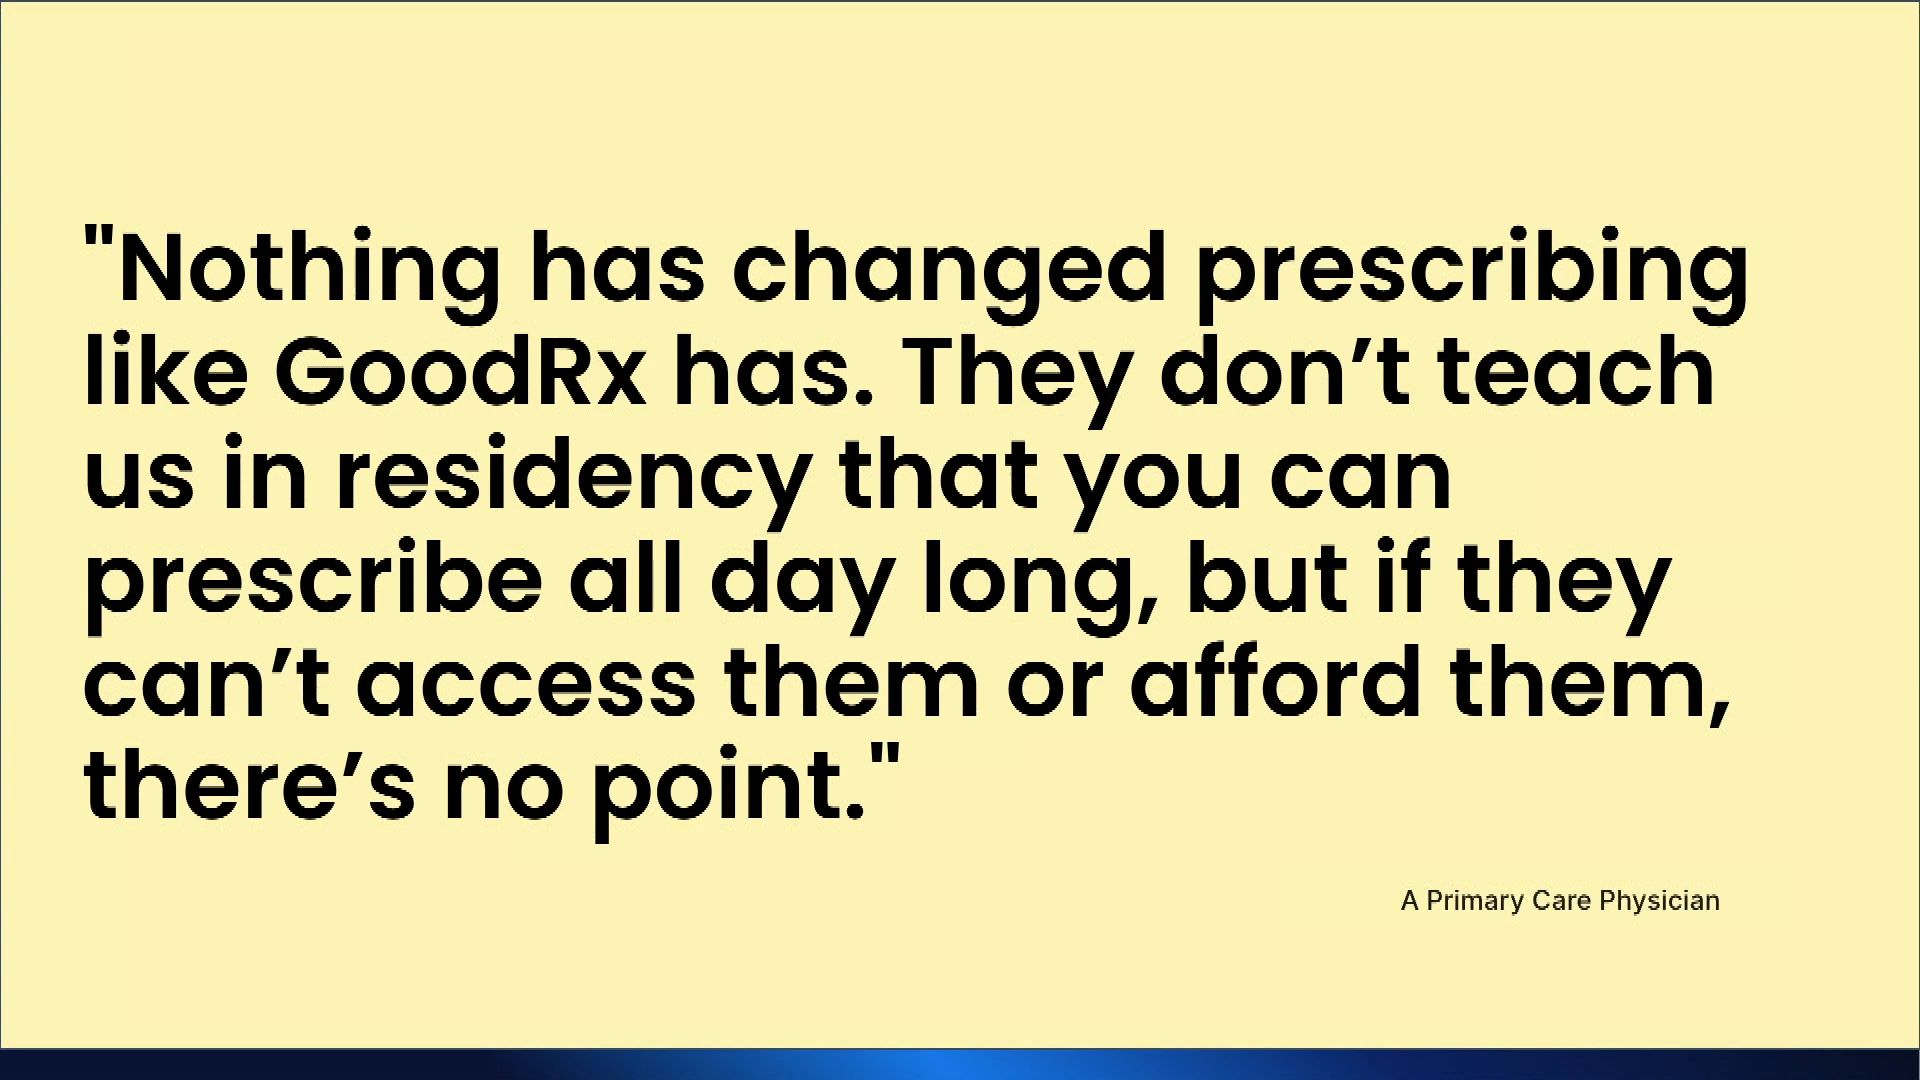 "Nothing has changed prescribing
like GoodRx has. They don’t teach
us in residency that you can
prescribe all day long, but if they
can’t access them or afford them,
there’s no point."
A Primary Care Physician